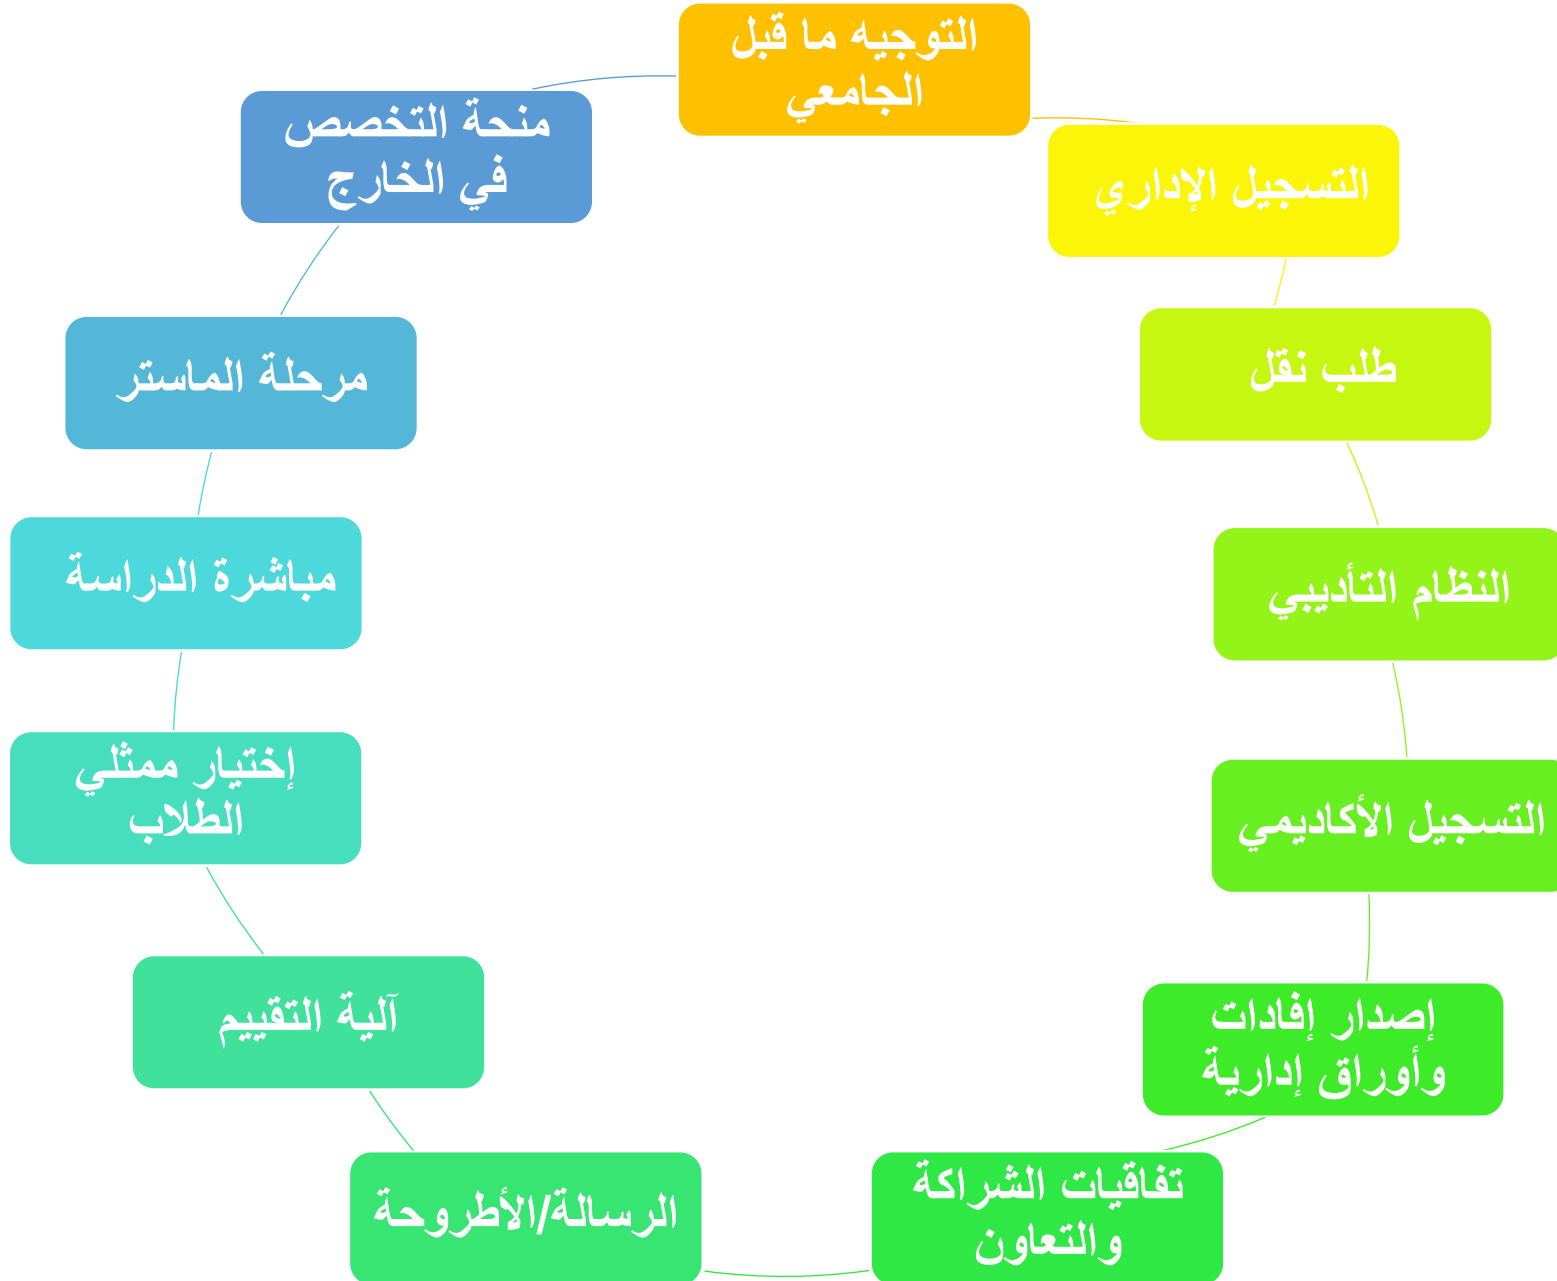 التوجيه ما قبل
الجامعي
التسجيل الإداري
طلب نقل
النظام التأديبي
التسجيل الأكاديمي
إصدار إفادات
وأوراق إدارية
تفاقيات الشراكة
والتعاون
الرسالة/الأطروحة
آلية التقييم
إختيار ممثلي
الطلاب
مباشرة الدراسة
مرحلة الماستر
منحة التخصص
في الخارج